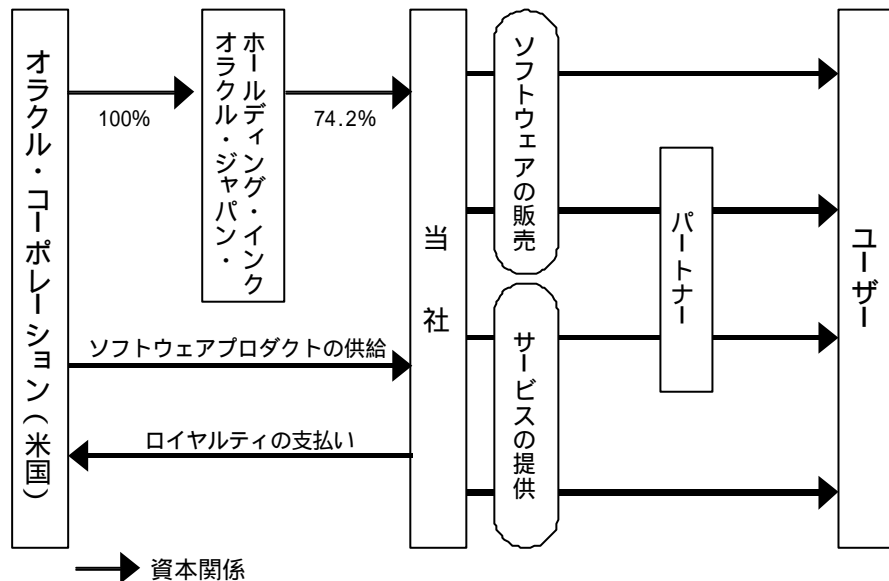 オラクル・コーポレーション(米国)
100%
ホールディング・インク
オラクル・ジャパン・
74.2%
当社
ソフトウェアの販売
サービスの提供
パートナー
ユーザー
ソフトウェアプロダクトの供給
ロイヤルティの支払い
資本関係